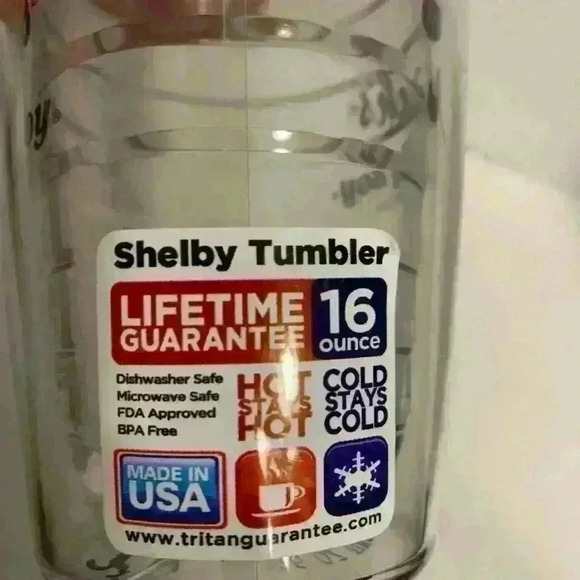 Shelby Tumbler
LIFETIME
GUARANTEE
16
ounce
Dishwasher Safe
Microwave Safe
FDA Approved
BPA Free
HOT
STAYS
HOT
COLD
STAYS
COLD
MADE IN
USA
www.tritanguarantee.com